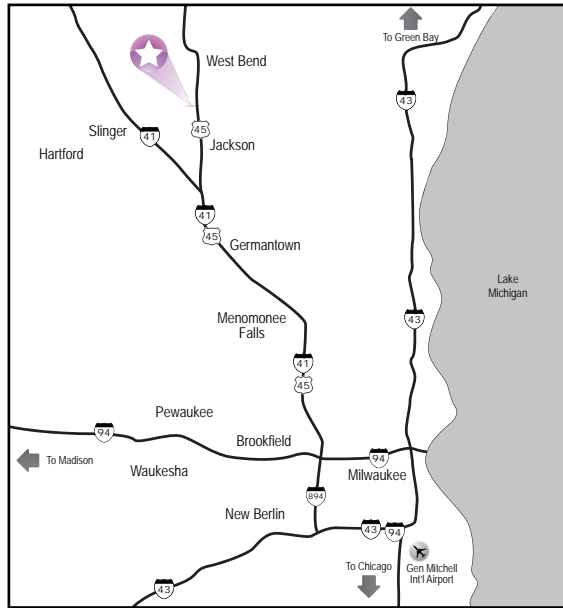 To Green Bay
West Bend
43
45
Slinger
41
Jackson
Hartford
41
45
Germantown
Lake
Michigan
43
Menomonee
Falls
41
45
Pewaukee
94
Brookfield
To Madison
94
Waukesha
Milwaukee
894
New Berlin
43
94
To Chicago
Gen Mitchell
Int'l Airport
43